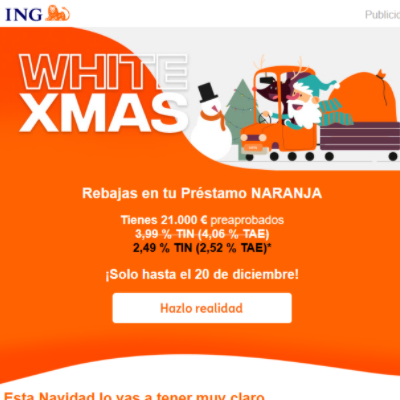 ING
WHITE
XMAS
Rebajas en tu Préstamo NARANJA
Tienes 21.000 € preaprobados
3,99 % TIN (4,06 % TAE)
2,49 % TIN (2,52 % TAE)*
¡Solo hasta el 20 de diciembre!
Hazlo realidad
Esta Navidad lo vas a tener muy claro